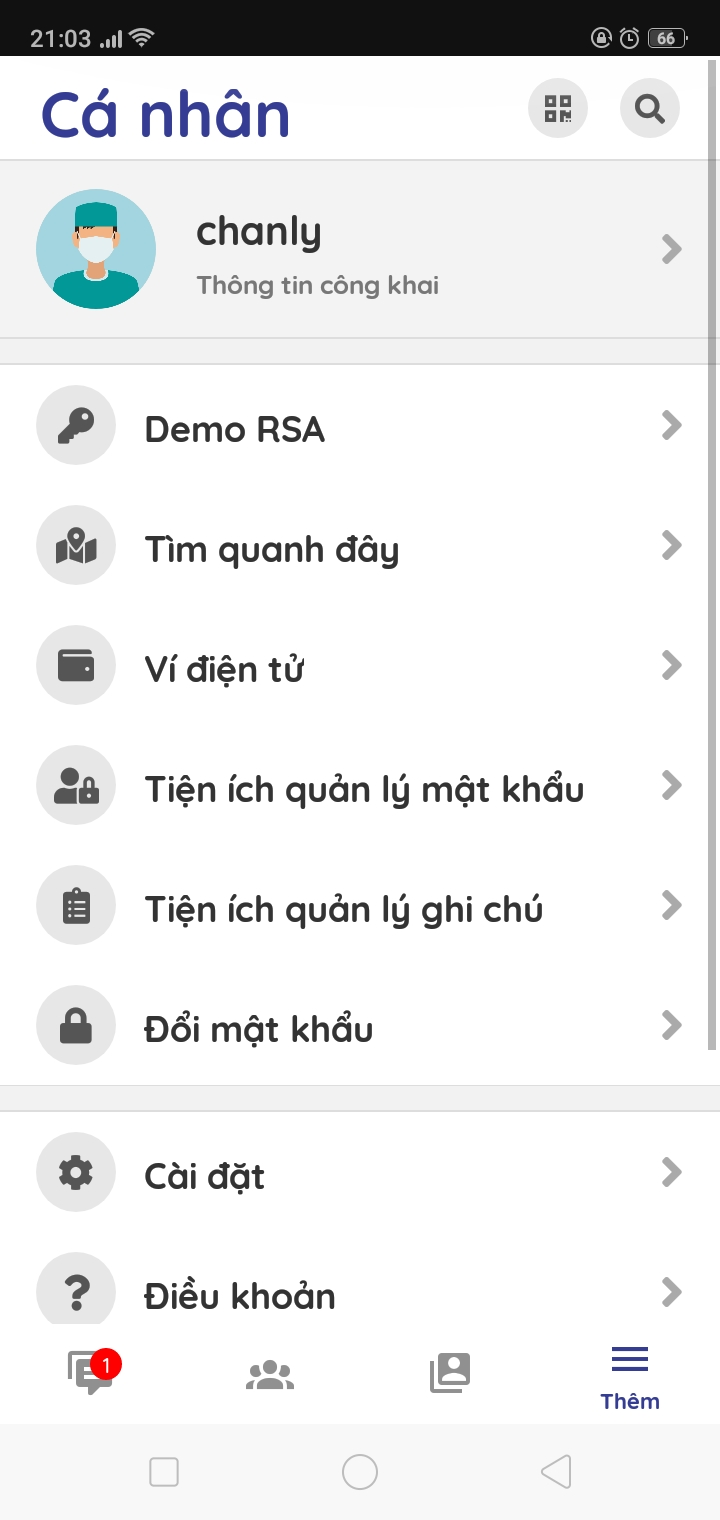 21:03
66
Cá nhân
chanly
Thông tin công khai
Demo RSA
Tìm quanh đây
Ví điện tử
Tiện ích quản lý mật khẩu
Tiện ích quản lý ghi chú
Đổi mật khẩu
Cài đặt
Điều khoản
1
Thêm